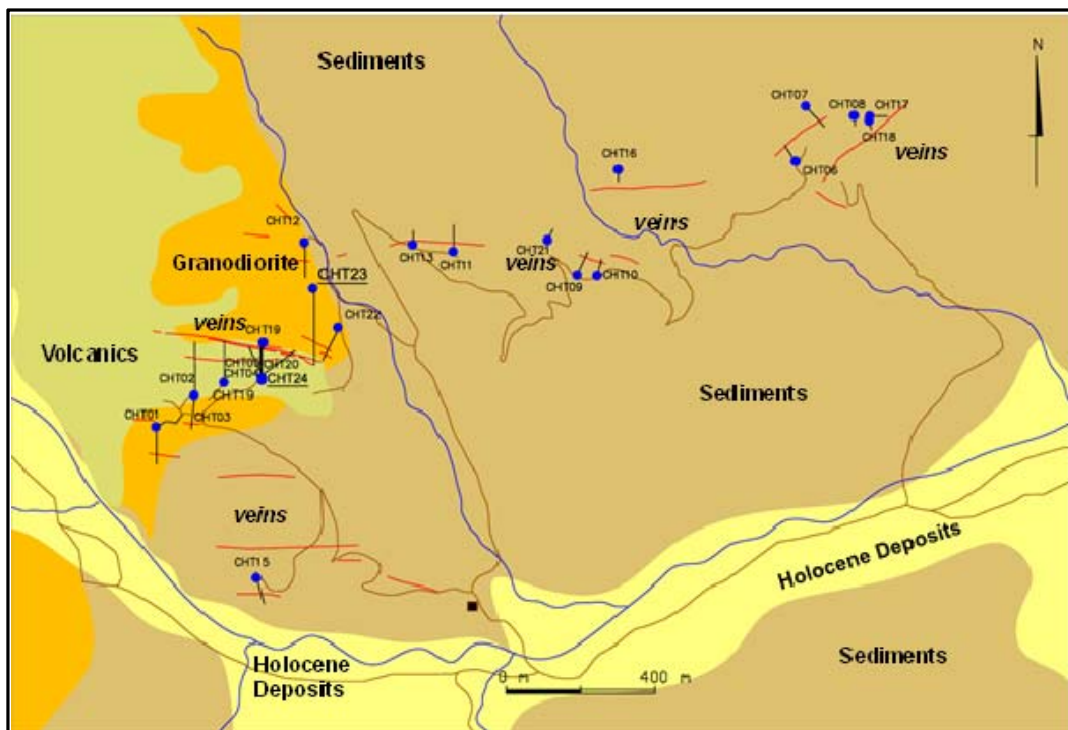 Sediments
N
CHT07
CHT08
CHT17
CHT18
veins
CHT16
CHT06
veins
CHT12
Granodiorite
CHT13
CHT11
CHT21
veins
CHT09
CHT10
CHT23
veins
CHT19
CHT22
Volcanics
CHT02
CHT20
CHT04
CHT24
CHT19
CHT01
CHT03
Sediments
veins
CHT15
Holocene Deposits
Holocene
Deposits
0 m 400 m
Sediments